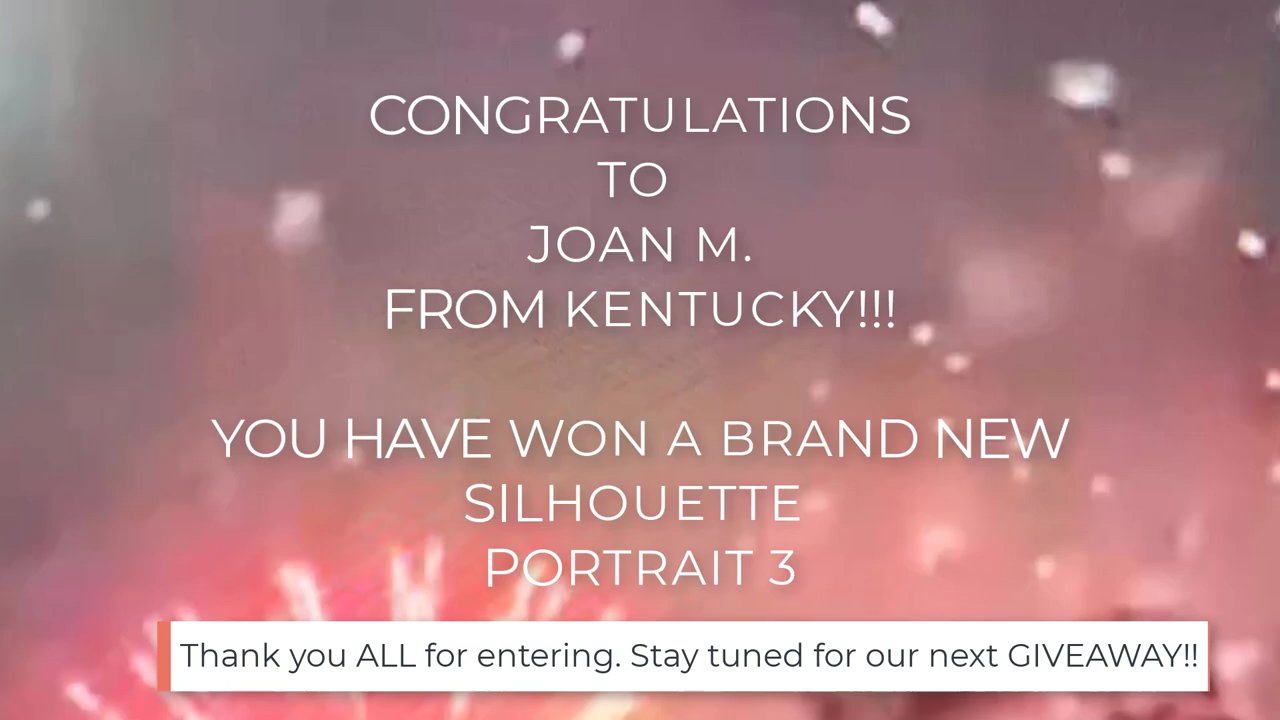 CONGRATULATIONS
TO
JOAN M.
FROM KENTUCKY!!!
YOU HAVE WON A BRAND NEW
SILHOUETTE
PORTRAIT 3
Thank you ALL for entering. Stay tuned for our next GIVEAWAY!!